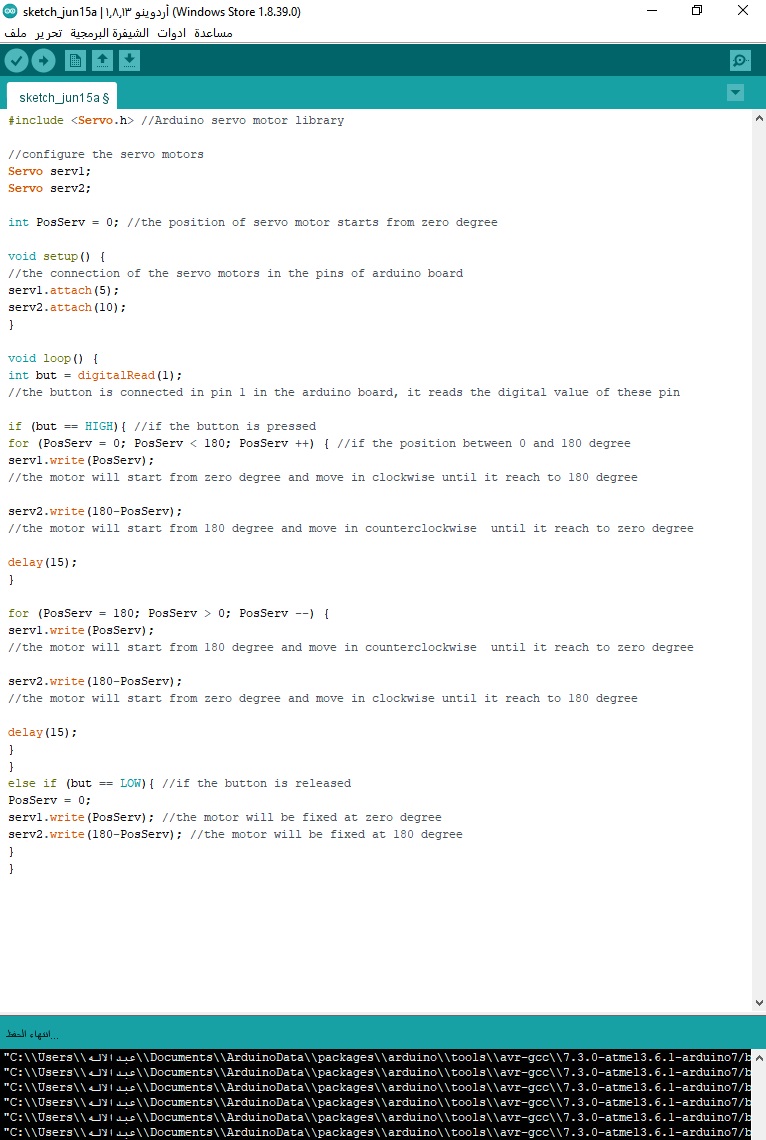 sketch_jun15a | أردوينو ١,٨,١٣ (Windows Store 1.8.39.0)
ملف تحرير الشيفرة البرمجية ادوات مساعدة
sketch_jun15a §
#include <Servo.h> //Arduino servo motor library
//configure the servo motors
Servo serv1;
Servo serv2;
int PosServ = 0; //the position of servo motor starts from zero degree
void setup() {
//the connection of the servo motors in the pins of arduino board
serv1.attach(5);
serv2.attach(10);
}
void loop() {
int but = digitalRead(1);
//the button is connected in pin 1 in the arduino board, it reads the digital value of these pin
if (but == HIGH){ //if the button is pressed
for (PosServ = 0; PosServ < 180; PosServ ++) { //if the position between 0 and 180 degree
serv1.write(PosServ);
//the motor will start from zero degree and move in clockwise until it reach to 180 degree
serv2.write(180-PosServ);
//the motor will start from 180 degree and move in counterclockwise  until it reach to zero degree
delay(15);
}
for (PosServ = 180; PosServ > 0; PosServ --) {
serv1.write(PosServ);
//the motor will start from 180 degree and move in counterclockwise  until it reach to zero degree
serv2.write(180-PosServ);
//the motor will start from zero degree and move in clockwise until it reach to 180 degree
delay(15);
}
}
else if (but == LOW){ //if the button is released
PosServ = 0;
serv1.write(PosServ); //the motor will be fixed at zero degree
serv2.write(180-PosServ); //the motor will be fixed at 180 degree
}
}
انتهاء الحفظ...
"C:\\Users\\عبدالاله\\Documents\\ArduinoData\\packages\\arduino\\tools\\avr-gcc\\7.3.0-atmel3.6.1-arduino7/b
"C:\\Users\\عبدالاله\\Documents\\ArduinoData\\packages\\arduino\\tools\\avr-gcc\\7.3.0-atmel3.6.1-arduino7/b
"C:\\Users\\عبدالاله\\Documents\\ArduinoData\\packages\\arduino\\tools\\avr-gcc\\7.3.0-atmel3.6.1-arduino7/b
"C:\\Users\\عبدالاله\\Documents\\ArduinoData\\packages\\arduino\\tools\\avr-gcc\\7.3.0-atmel3.6.1-arduino7/b
"C:\\Users\\عبدالاله\\Documents\\ArduinoData\\packages\\arduino\\tools\\avr-gcc\\7.3.0-atmel3.6.1-arduino7/b
"C:\\Users\\عبدالاله\\Documents\\ArduinoData\\packages\\arduino\\tools\\avr-gcc\\7.3.0-atmel3.6.1-arduino7/b